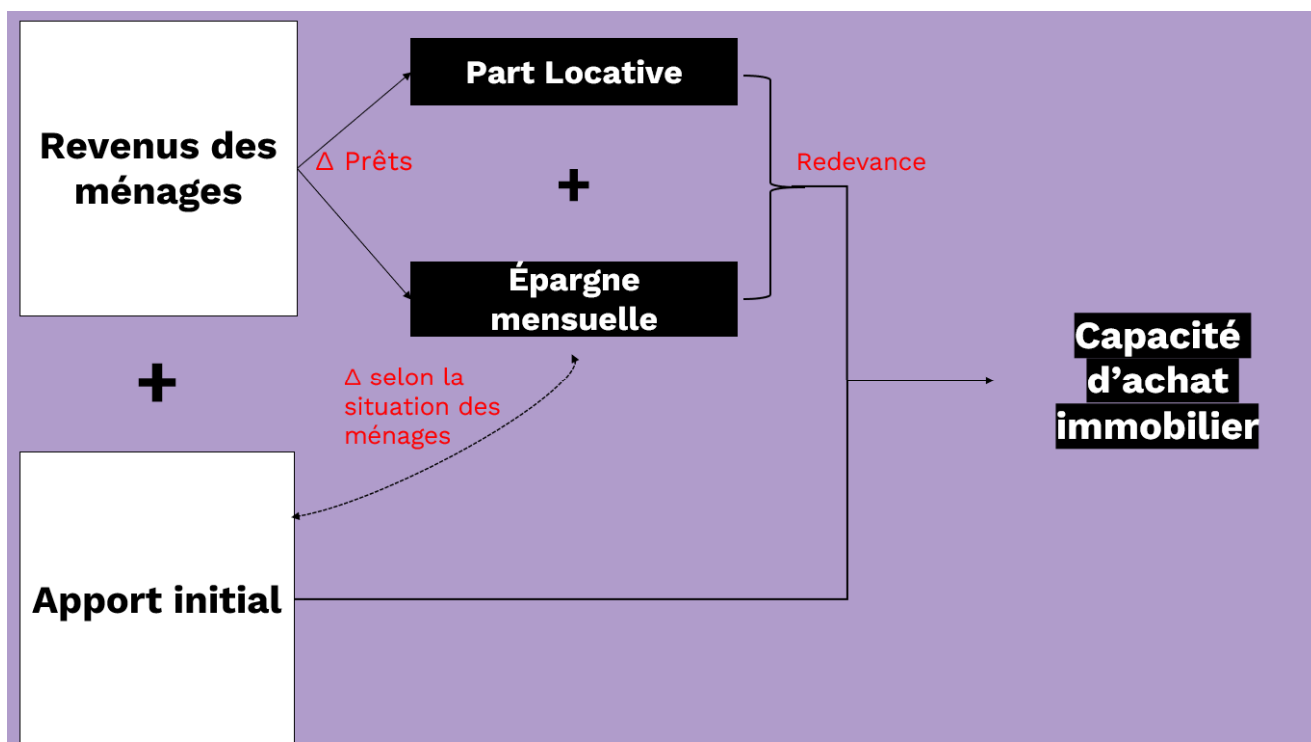 Revenus des
ménages
Δ Prêts
Part Locative
+
Épargne
mensuelle
Redevance
+
Δ selon la
situation des
ménages
Apport initial
Capacité
d’achat
immobilier